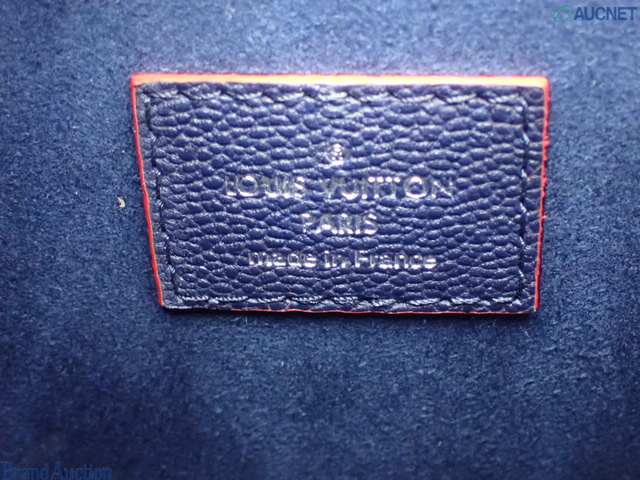 AUCNET
®
LOUIS VUITTON
PARIS
made in France
Brand Auction